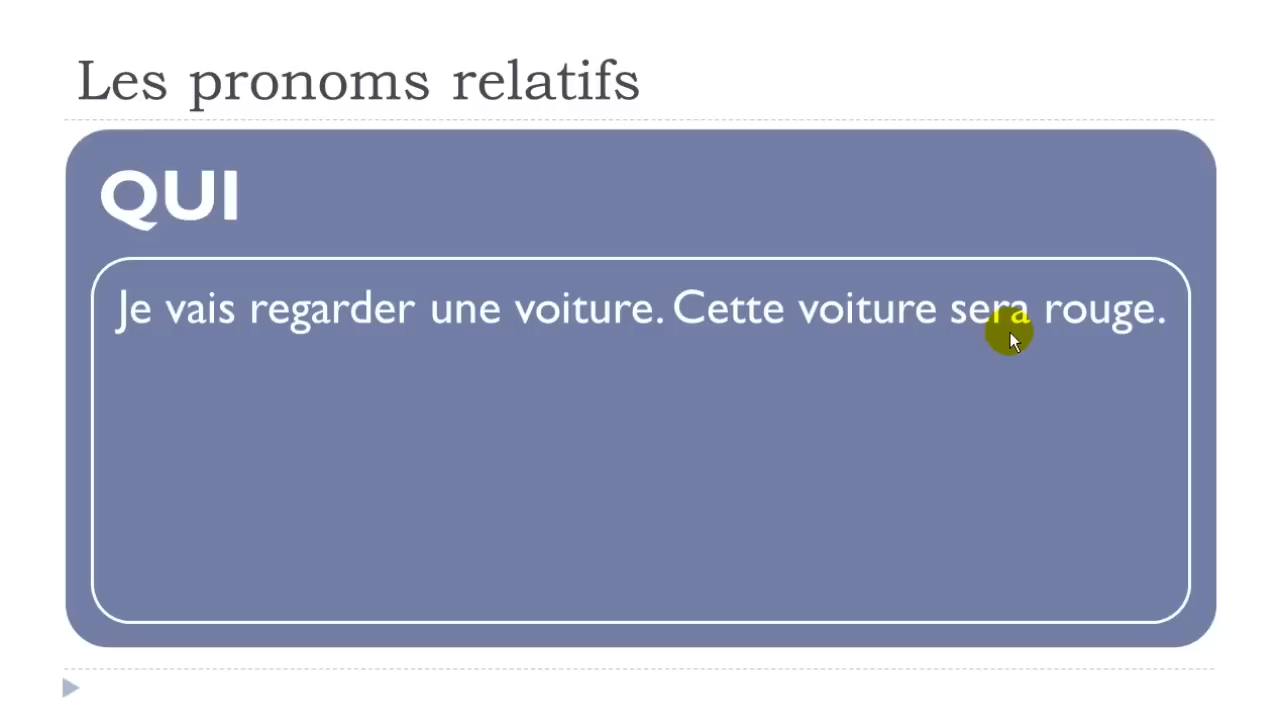 Les pronoms relatifs
QUI
Je vais regarder une voiture. Cette voiture sera rouge.